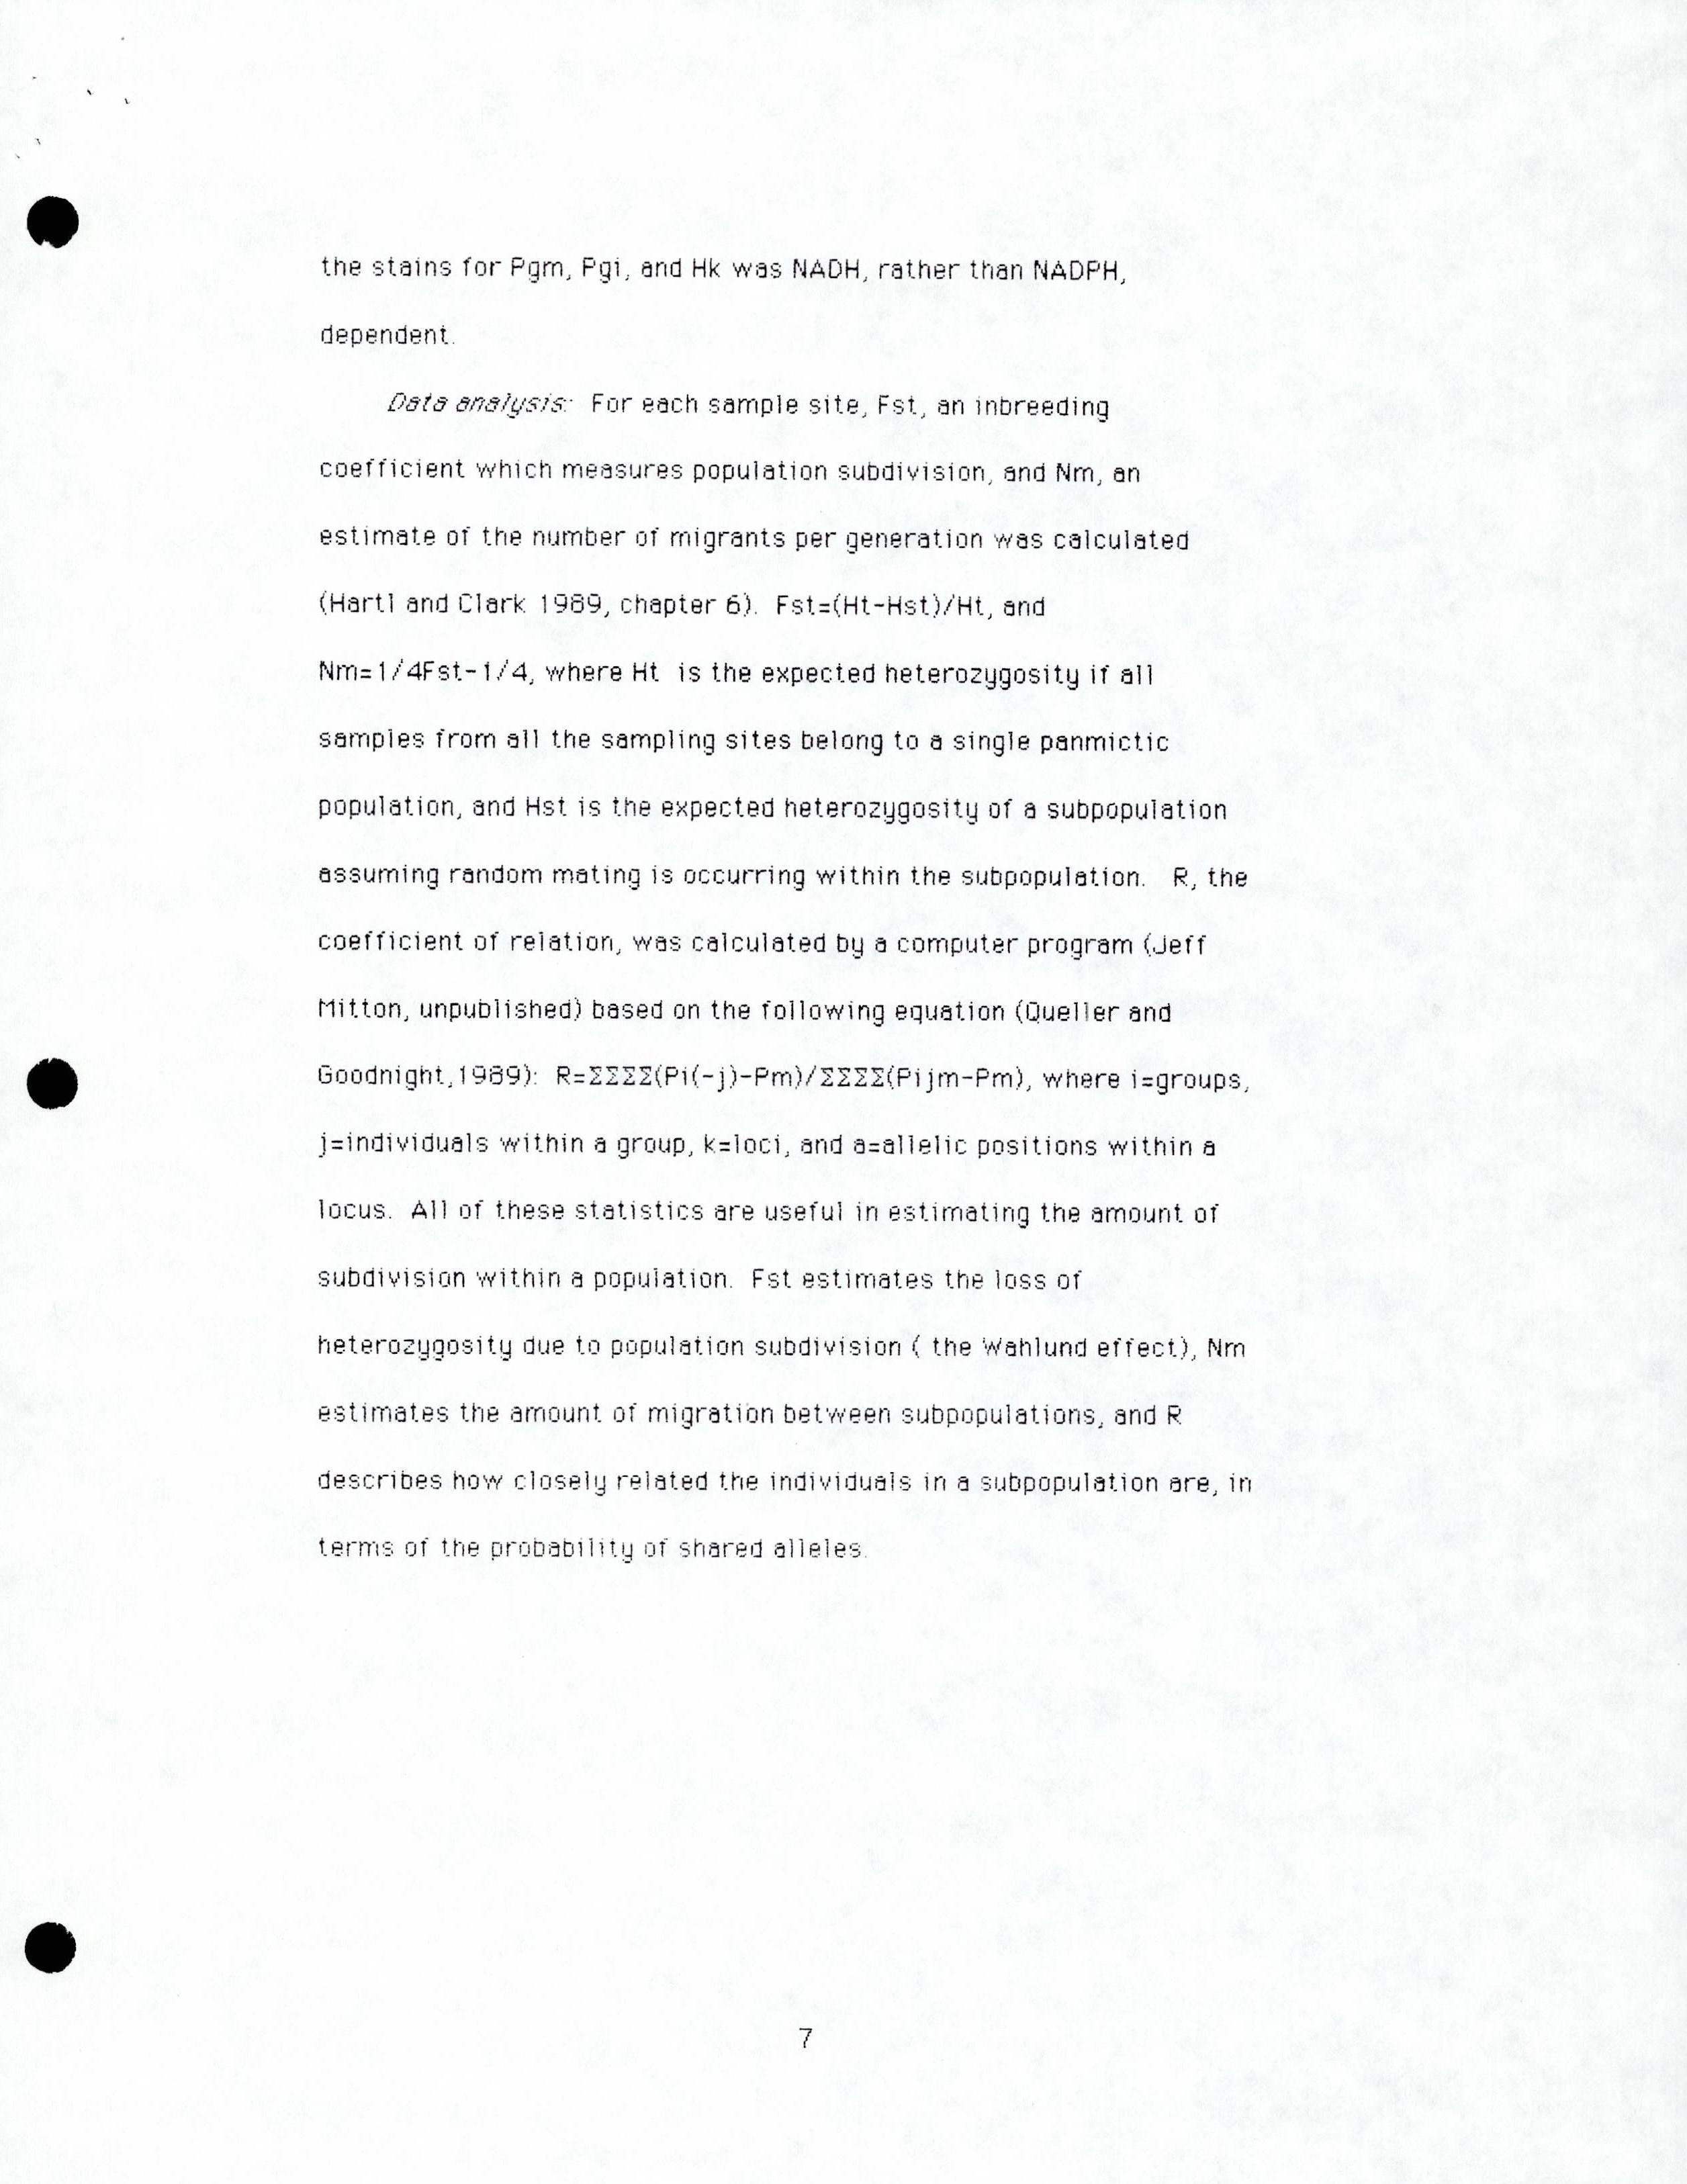 the stains for Pgm, Pgi, and Hk was NADH, rather than NADPH,
dependent.
Data analysis: For each sample site, Fst, an inbreeding
coefficient which measures population subdivision, and Nm, an
estimate of the number of migrants per generation was calculated
(Hartl and Clark 1989, chapter 6). Fst=(Ht-Hst)/Ht, and
Nm=1/4Fst-1/4, where Ht is the expected heterozygosity if all
samples from all the sampling sites belong to a single panmictic
population, and Hst is the expected heterozygosity of a subpopulation
assuming random mating is occurring within the subpopulation. R, the
coefficient of relation, was calculated by a computer program (Jeff
Mitton, unpublished) based on the following equation (Queller and
Goodnight,1989): R=ΣΣΣΣ(Pi(-j)-Pm)/ΣΣΣΣ(Pijm-Pm), where i=groups,
j=individuals within a group, k=loci, and a=allelic positions within a
locus. All of these statistics are useful in estimating the amount of
subdivision within a population. Fst estimates the loss of
heterozygosity due to population subdivision ( the Wahlund effect), Nm
estimates the amount of migration between subpopulations, and R
describes how closely related the individuals in a subpopulation are, in
terms of the probability of shared alleles.
7